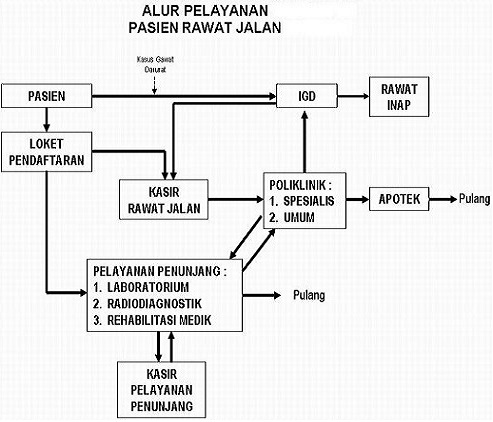 ALUR PELAYANAN
PASIEN RAWAT JALAN
Kasus Gawat
Darurat
PASIEN
IGD
RAWAT
INAP
LOKET
PENDAFTARAN
KASIR
RAWAT JALAN
POLIKLINIK :
1. SPESIALIS
2. UMUM
APOTEK
Pulang
PELAYANAN PENUNJANG :
1. LABORATORIUM
2. RADIODIAGNOSTIK
3. REHABILITASI MEDIK
Pulang
KASIR
PELAYANAN
PENUNJANG